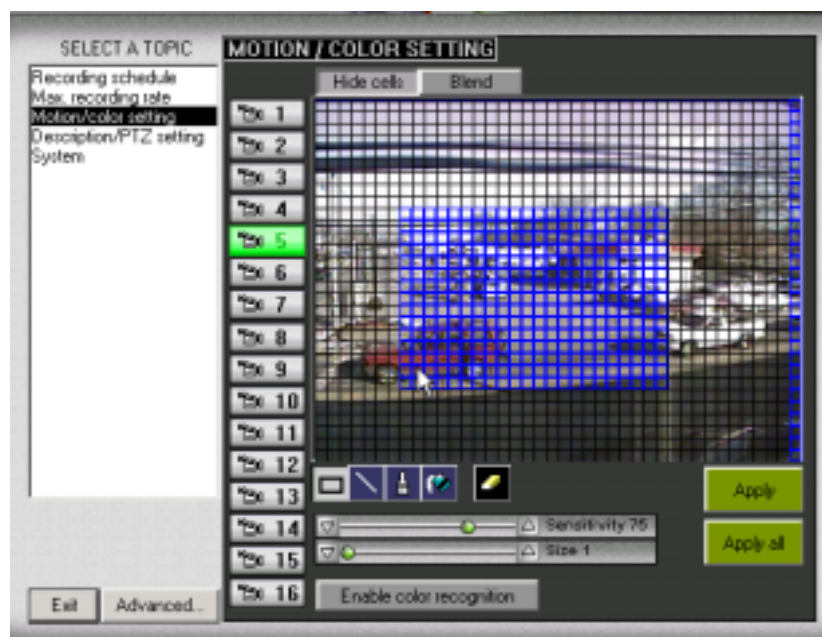 SELECT A TOPIC
Recording schedule
Max. recording rate
Motion/color setting
Description/PTZ setting
System
MOTION / COLOR SETTING
Hide cells
Blend
1
2
3
4
5
6
7
8
9
10
11
12
13
14
15
16
Sensitivity 75
Size 1
Apply
Apply all
Enable color recognition
Exit
Advanced...